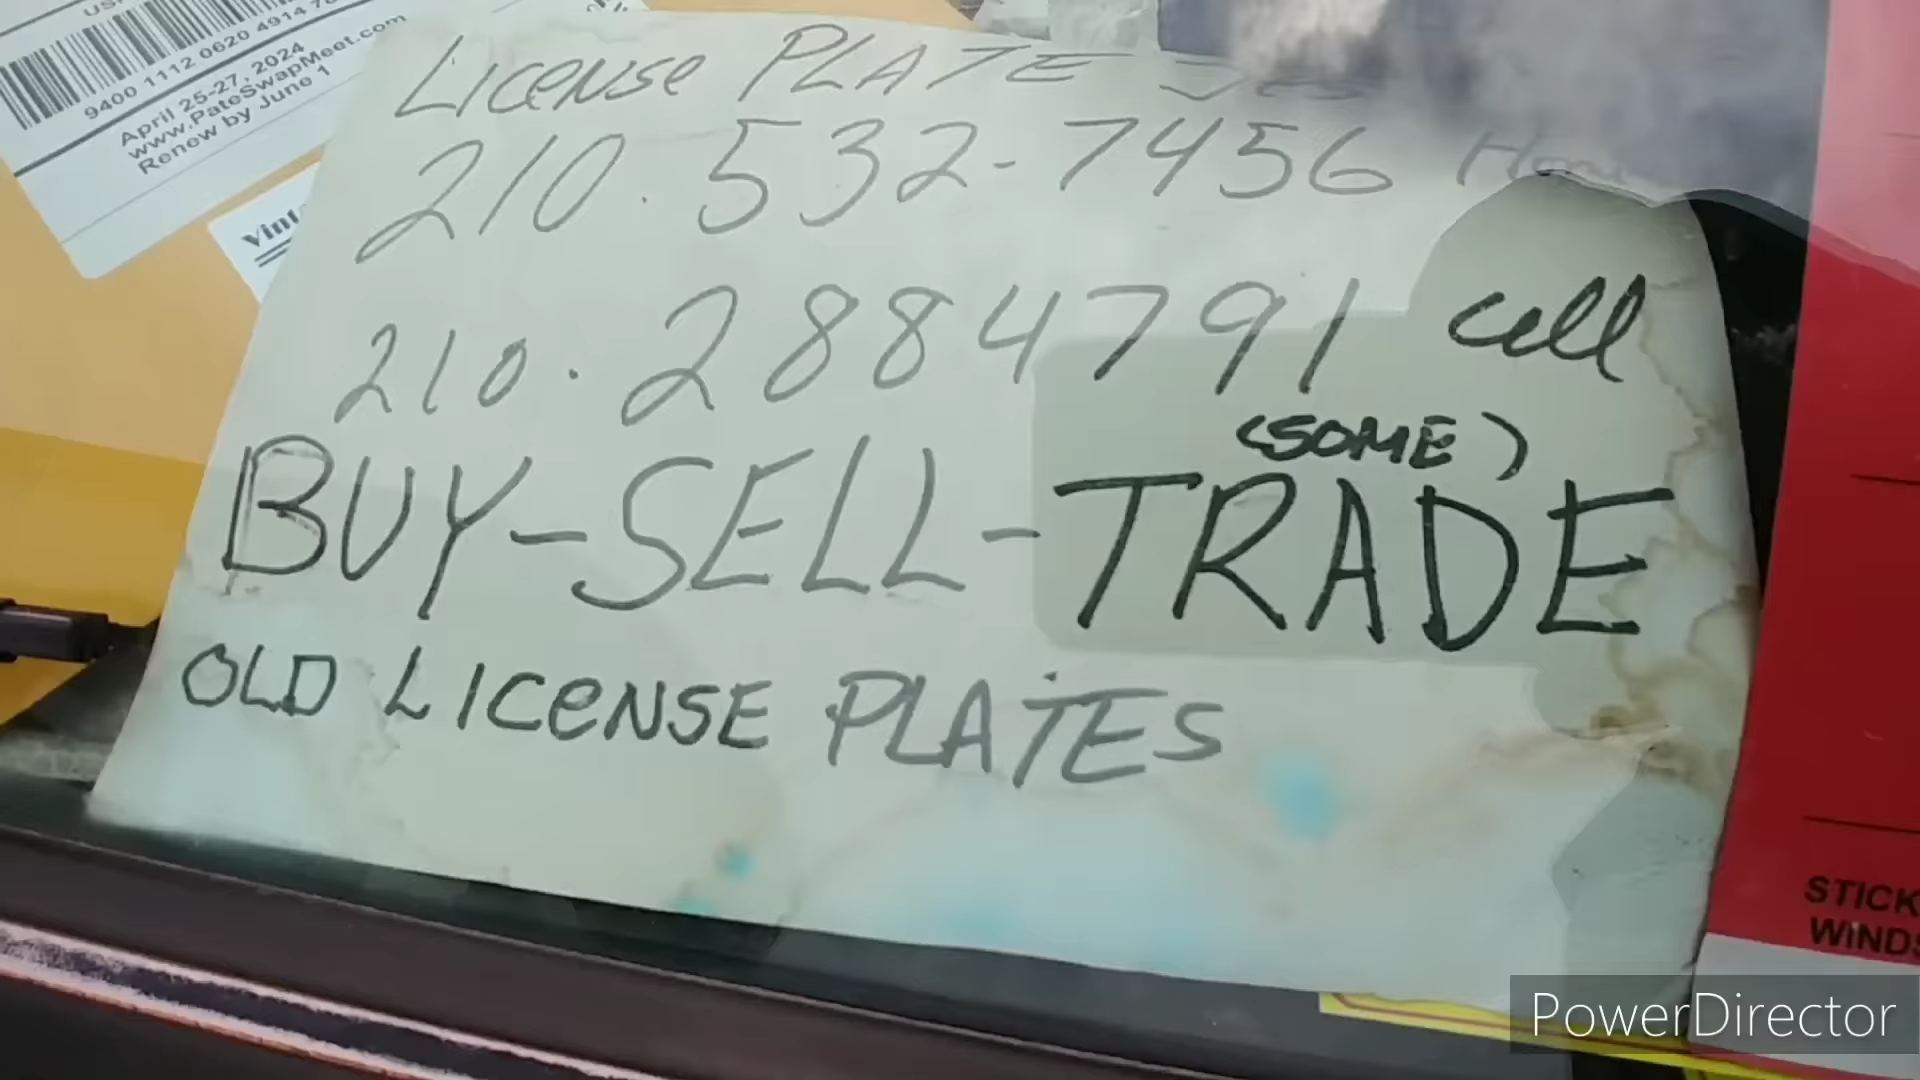 9400 1112 0620 4914 78
April 25-27, 2024
www.PateSwapMeet.com
Renew by June 1
LICENSE PLATE
210.532-7456
210.2884791 cell
(SOME)
BUY-SELL-TRADE
OLD LICENSE PLATES
STICK
WINDS
PowerDirector